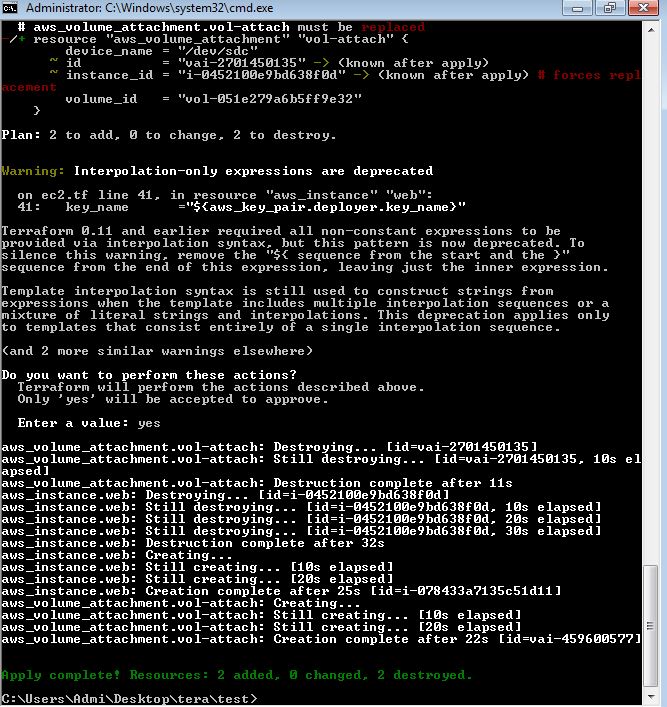 Administrator: C:\Windows\system32\cmd.exe
# aws_volume_attachment.vol-attach must be replaced
-/+ resource "aws_volume_attachment" "vol-attach" {
device_name = "/dev/sdc"
~ id          = "vai-2701450135" -> (known after apply)
~ instance_id = "i-0452100e9bd638f0d" -> (known after apply) # forces repl
acement
volume_id   = "vol-051e279a6b5ff9e32"
}
Plan: 2 to add, 0 to change, 2 to destroy.
Warning: Interpolation-only expressions are deprecated
on ec2.tf line 41, in resource "aws_instance" "web":
41:   key_name      ="${aws_key_pair.deployer.key_name}"
Terraform 0.11 and earlier required all non-constant expressions to be
provided via interpolation syntax, but this pattern is now deprecated. To
silence this warning, remove the "${ sequence from the start and the }"
sequence from the end of this expression, leaving just the inner expression.
Template interpolation syntax is still used to construct strings from
expressions when the template includes multiple interpolation sequences or a
mixture of literal strings and interpolations. This deprecation applies only
to templates that consist entirely of a single interpolation sequence.
(and 2 more similar warnings elsewhere)
Do you want to perform these actions?
Terraform will perform the actions described above.
Only 'yes' will be accepted to approve.
Enter a value: yes
aws_volume_attachment.vol-attach: Destroying... [id=vai-2701450135]
aws_volume_attachment.vol-attach: Still destroying... [id=vai-2701450135, 10s el
apsed]
aws_volume_attachment.vol-attach: Destruction complete after 11s
aws_instance.web: Destroying... [id=i-0452100e9bd638f0d]
aws_instance.web: Still destroying... [id=i-0452100e9bd638f0d, 10s elapsed]
aws_instance.web: Still destroying... [id=i-0452100e9bd638f0d, 20s elapsed]
aws_instance.web: Still destroying... [id=i-0452100e9bd638f0d, 30s elapsed]
aws_instance.web: Destruction complete after 32s
aws_instance.web: Creating...
aws_instance.web: Still creating... [10s elapsed]
aws_instance.web: Still creating... [20s elapsed]
aws_instance.web: Creation complete after 25s [id=i-078433a7135c51d11]
aws_volume_attachment.vol-attach: Creating...
aws_volume_attachment.vol-attach: Still creating... [10s elapsed]
aws_volume_attachment.vol-attach: Still creating... [20s elapsed]
aws_volume_attachment.vol-attach: Creation complete after 22s [id=vai-459600577]
Apply complete! Resources: 2 added, 0 changed, 2 destroyed.
C:\Users\Admi\Desktop\tera\test>